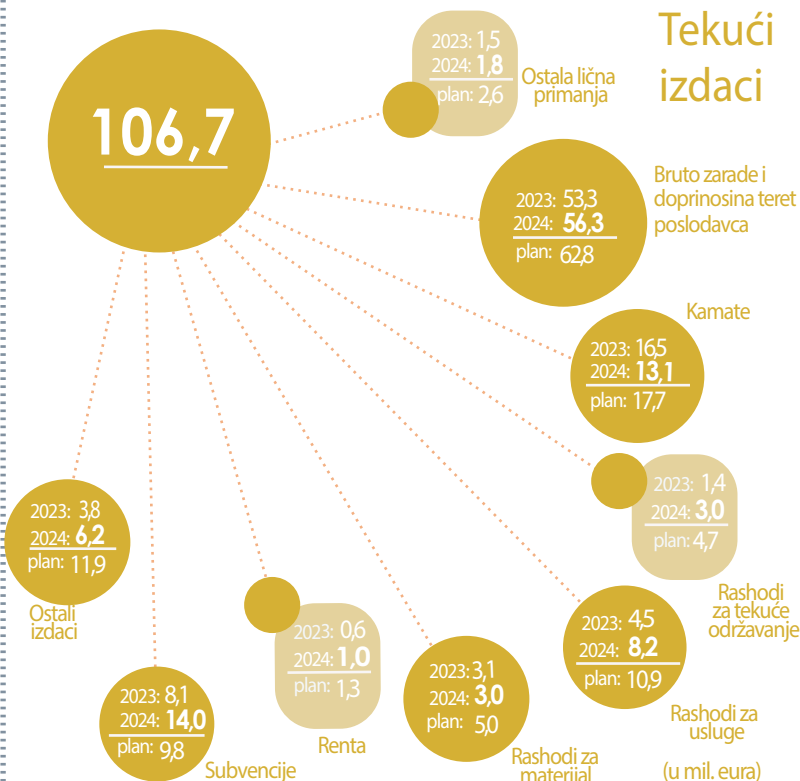 Tekući
izdaci
106,7
2023: 1,5
2024: 1,8
plan: 2,6
Ostala lična
primanja
2023: 53,3
2024: 56,3
plan: 62,8
Bruto zarade i
doprinosina teret
poslodavca
Kamate
2023: 16,5
2024: 13,1
plan: 17,7
2023: 1,4
2024: 3,0
plan: 4,7
Rashodi
za tekuće
održavanje
2023: 4,5
2024: 8,2
plan: 10,9
Rashodi za
usluge
2023: 3,1
2024: 3,0
plan: 5,0
Rashodi za
materijal
2023: 0,6
2024: 1,0
plan: 1,3
Renta
2023: 8,1
2024: 14,0
plan: 9,8
Subvencije
2023: 3,8
2024: 6,2
plan: 11,9
Ostali
izdaci
(u mil. eura)